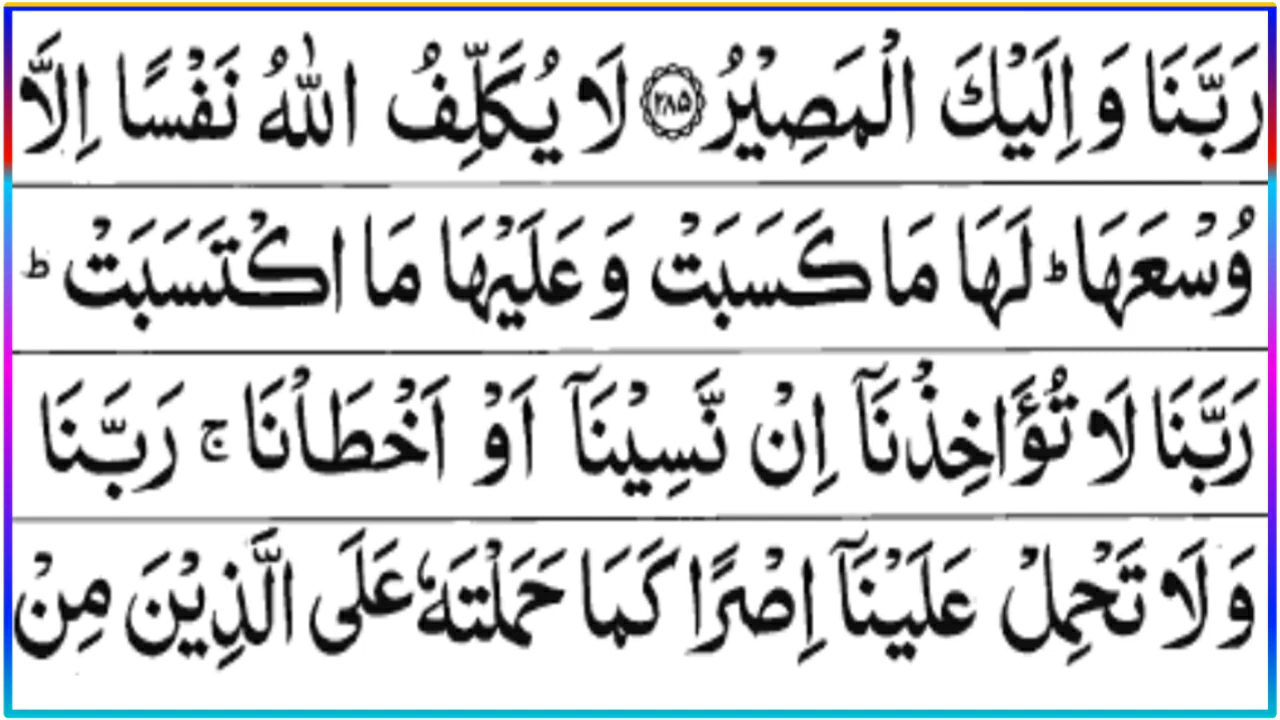 رَبَّنَا وَ اِلَيْكَ الْمَصِيْرُ ﴿۲۸۵﴾ لَا يُكَلِّفُ اللّٰهُ نَفْسًا اِلَّا
وُسْعَهَا ؕ لَهَا مَا كَسَبَتْ وَ عَلَيْهَا مَا اكْتَسَبَتْ ؕ
رَبَّنَا لَا تُؤَاخِذْنَاۤ اِنْ نَّسِيْنَاۤ اَوْ اَخْطَاْنَا ۚ رَبَّنَا
وَ لَا تَحْمِلْ عَلَيْنَاۤ اِصْرًا كَمَا حَمَلْتَهٗ عَلَى الَّذِيْنَ مِنْ